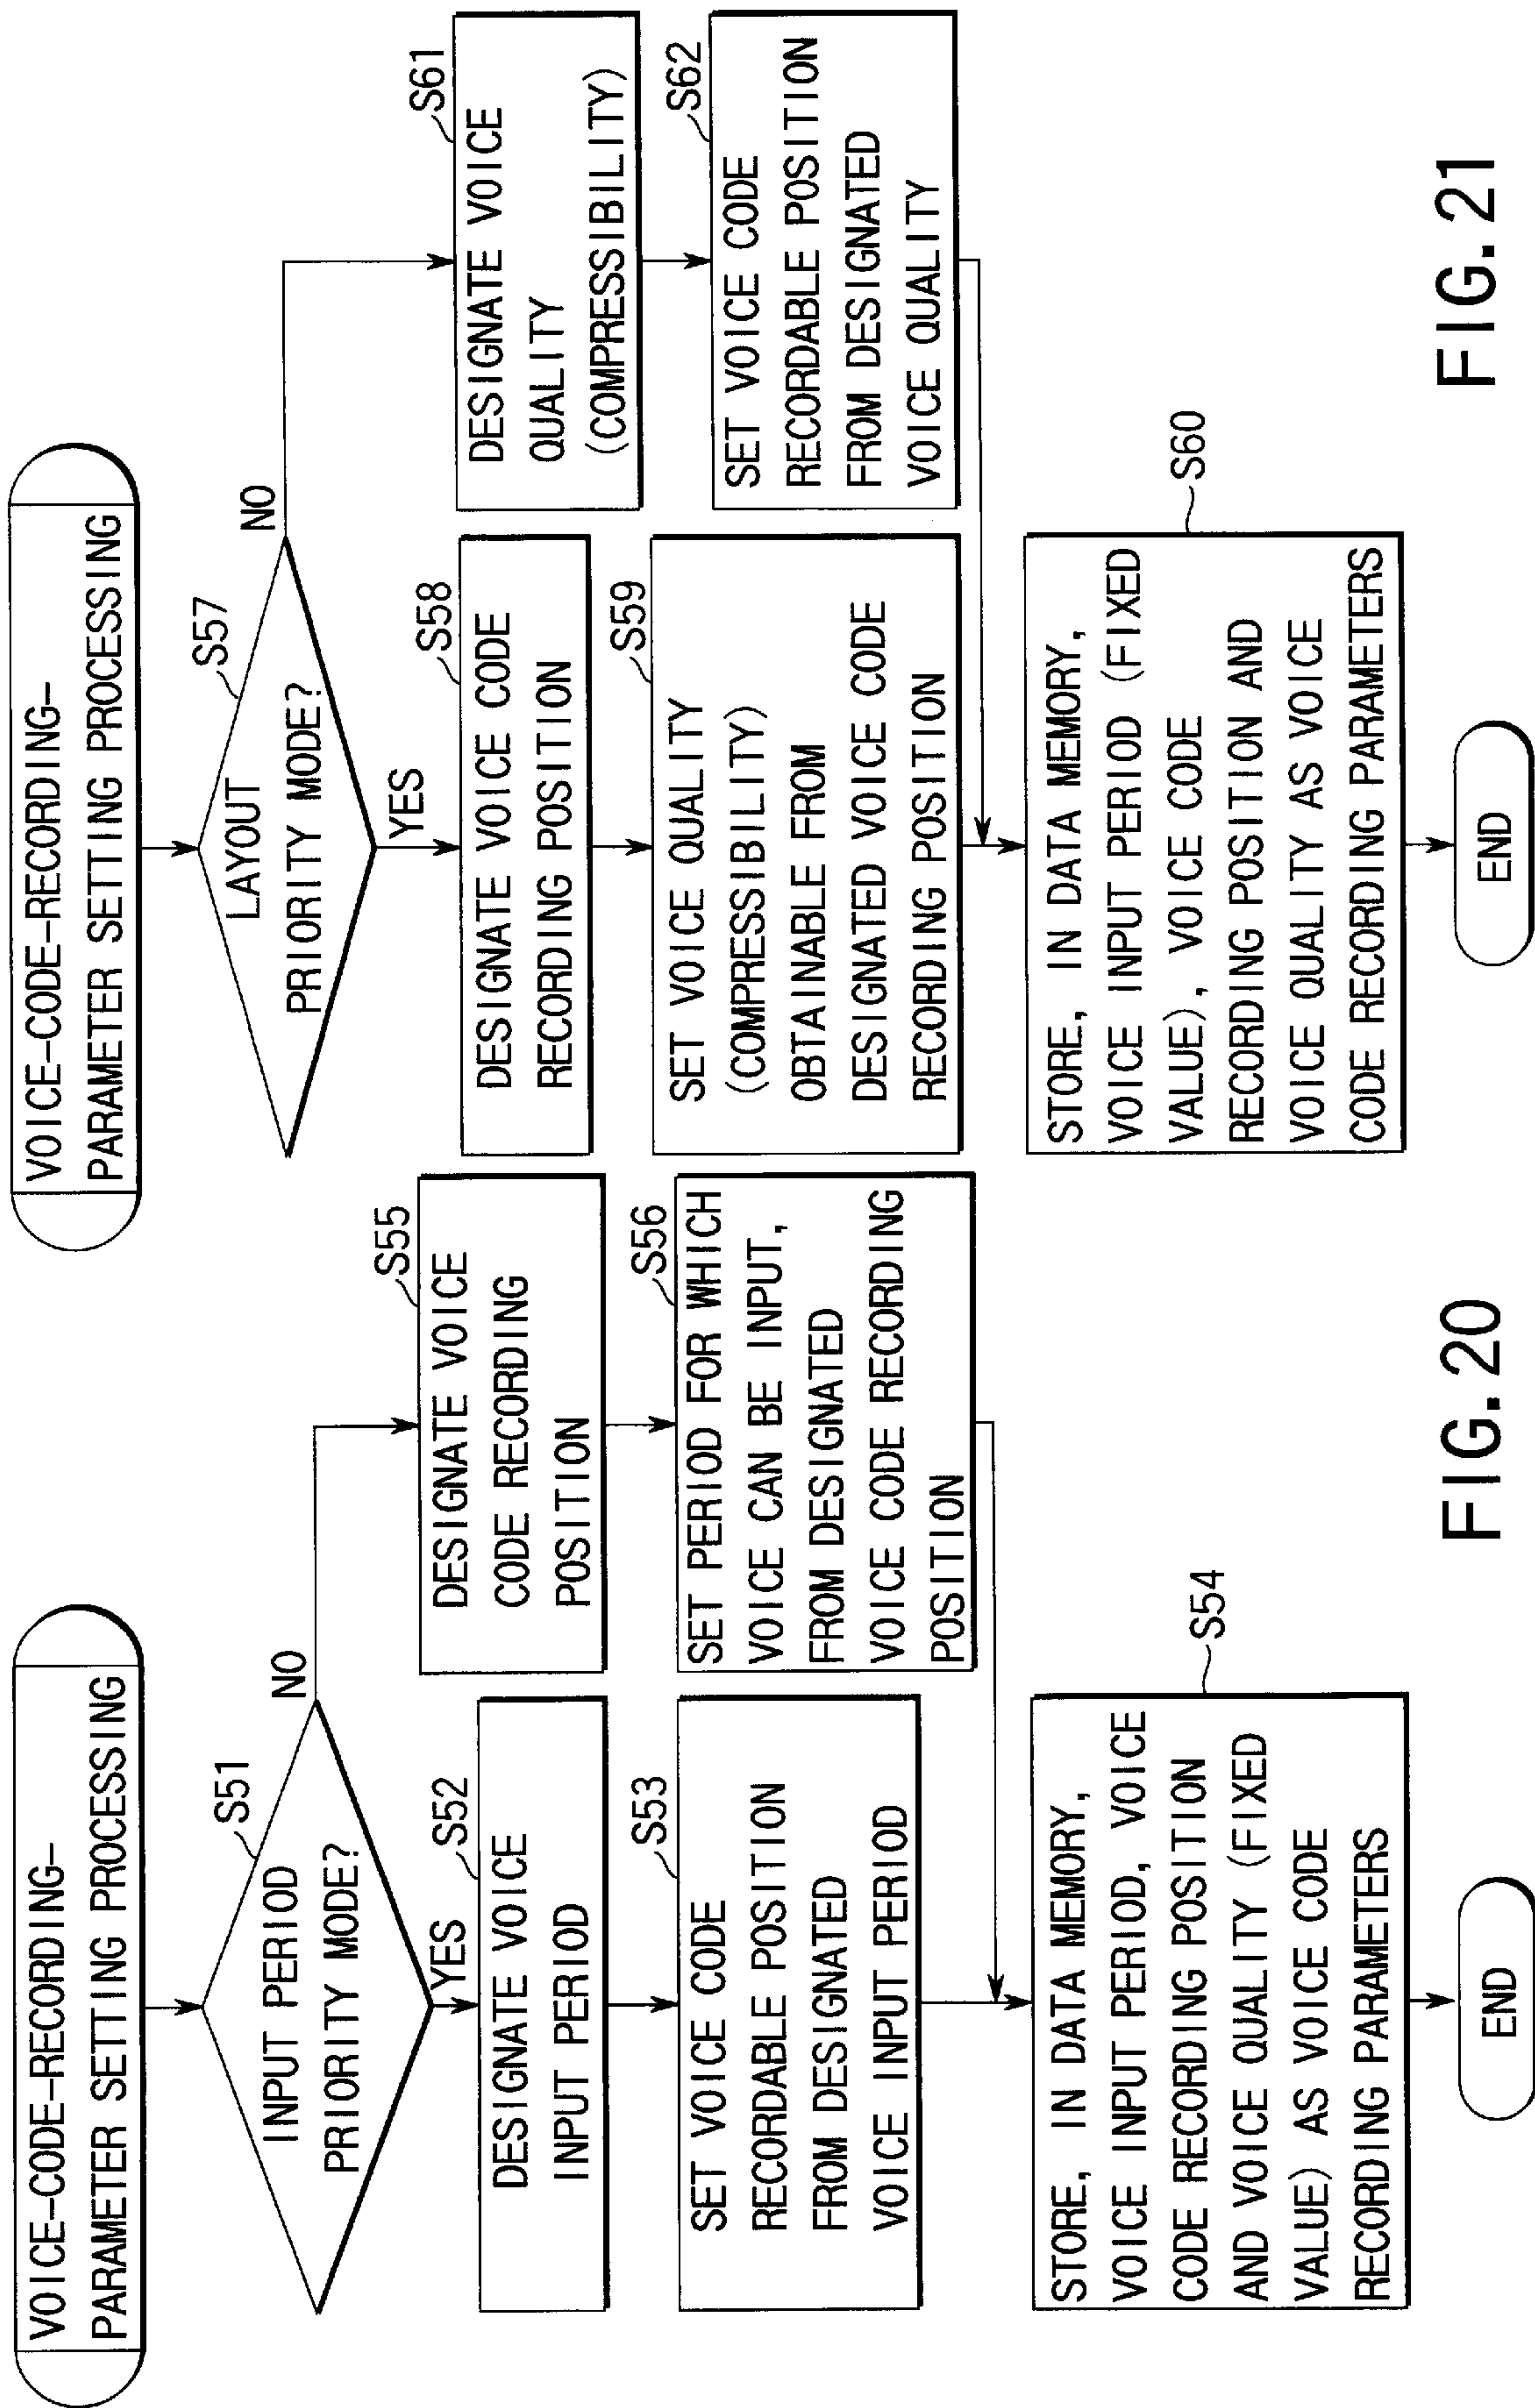 VOICE-CODE-RECORDING-
PARAMETER SETTING PROCESSING
S51
INPUT PERIOD
PRIORITY MODE?
NO
YES
S52
DESIGNATE VOICE
INPUT PERIOD
S53
SET VOICE CODE
RECORDABLE POSITION
FROM DESIGNATED
VOICE INPUT PERIOD
S55
DESIGNATE VOICE
CODE RECORDING
POSITION
S56
SET PERIOD FOR WHICH
VOICE CAN BE INPUT,
FROM DESIGNATED
VOICE CODE RECORDING
POSITION
S54
STORE, IN DATA MEMORY,
VOICE INPUT PERIOD, VOICE
CODE RECORDING POSITION
AND VOICE QUALITY (FIXED
VALUE) AS VOICE CODE
RECORDING PARAMETERS
END
FIG.20
VOICE-CODE-RECORDING-
PARAMETER SETTING PROCESSING
S57
LAYOUT
PRIORITY MODE?
NO
YES
S58
DESIGNATE VOICE CODE
RECORDING POSITION
S59
SET VOICE QUALITY
(COMPRESSIBILITY)
OBTAINABLE FROM
DESIGNATED VOICE CODE
RECORDING POSITION
S61
DESIGNATE VOICE
QUALITY
(COMPRESSIBILITY)
S62
SET VOICE CODE
RECORDABLE POSITION
FROM DESIGNATED
VOICE QUALITY
S60
STORE, IN DATA MEMORY,
VOICE INPUT PERIOD (FIXED
VALUE), VOICE CODE
RECORDING POSITION AND
VOICE QUALITY AS VOICE
CODE RECORDING PARAMETERS
END
FIG.21